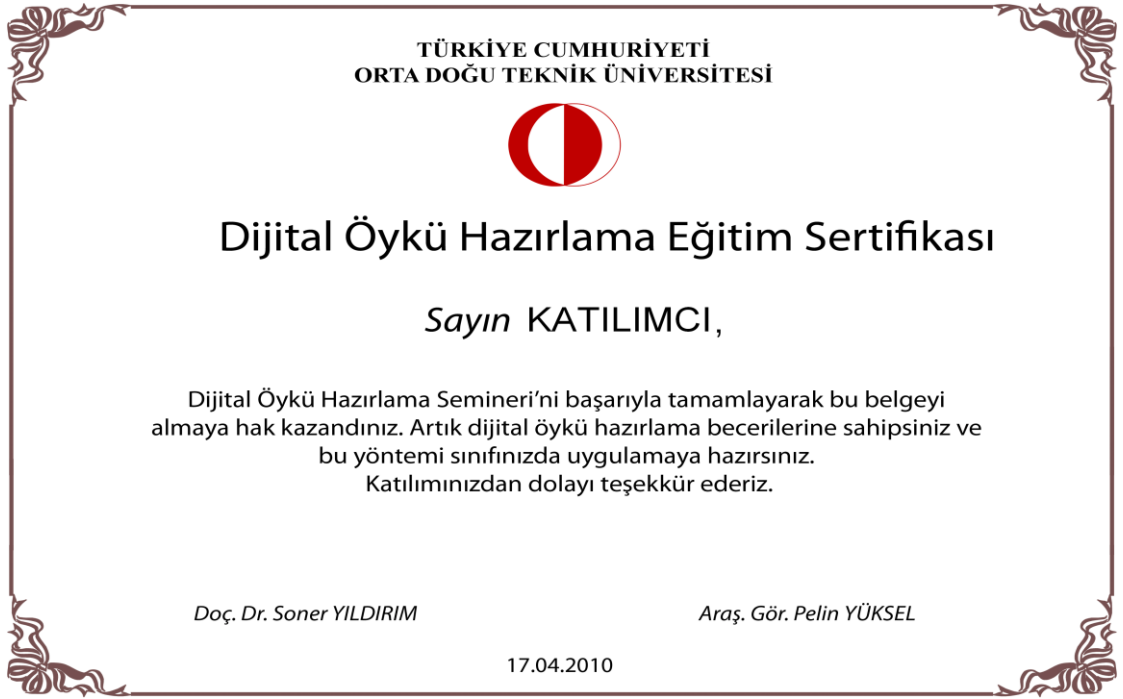 TÜRKİYE CUMHURİYETİ
ORTA DOĞU TEKNİK ÜNİVERSİTESİ
Dijital Öykü Hazırlama Eğitim Sertifikası
Sayın KATILIMCI,
Dijital Öykü Hazırlama Semineri’ni başarıyla tamamlayarak bu belgeyi
almaya hak kazandınız. Artık dijital öykü hazırlama becerilerine sahipsiniz ve
bu yöntemi sınıfınızda uygulamaya hazırsınız.
Katılımınızdan dolayı teşekkür ederiz.
Doç. Dr. Soner YILDIRIM
Araş. Gör. Pelin YÜKSEL
17.04.2010